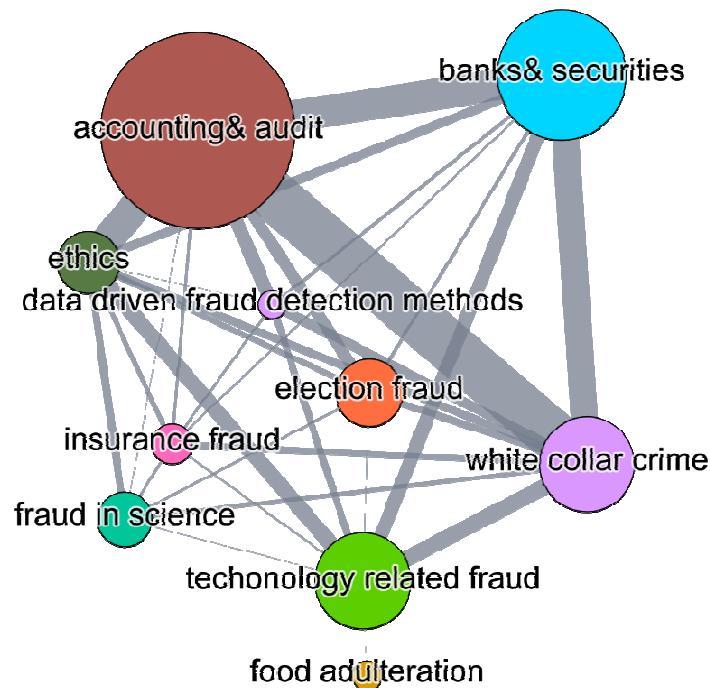 banks& securities
accounting& audit
ethics
data driven fraud detection methods
election fraud
insurance fraud
white collar crime
fraud in science
techonology related fraud
food adulteration